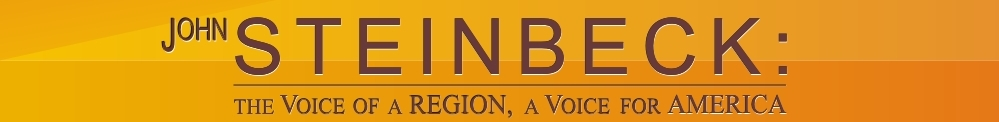 JOHN STEINBECK:
THE VOICE OF A REGION, A VOICE FOR AMERICA